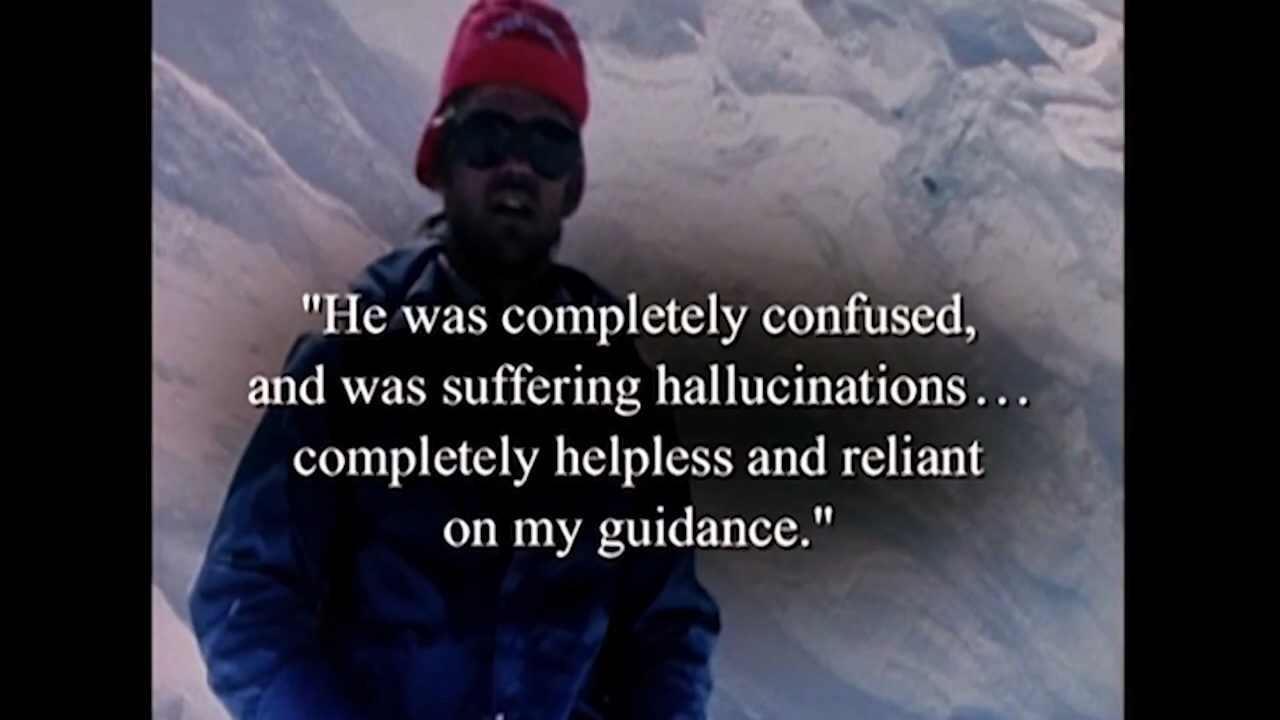 "He was completely confused,
and was suffering hallucinations...
completely helpless and reliant
on my guidance."